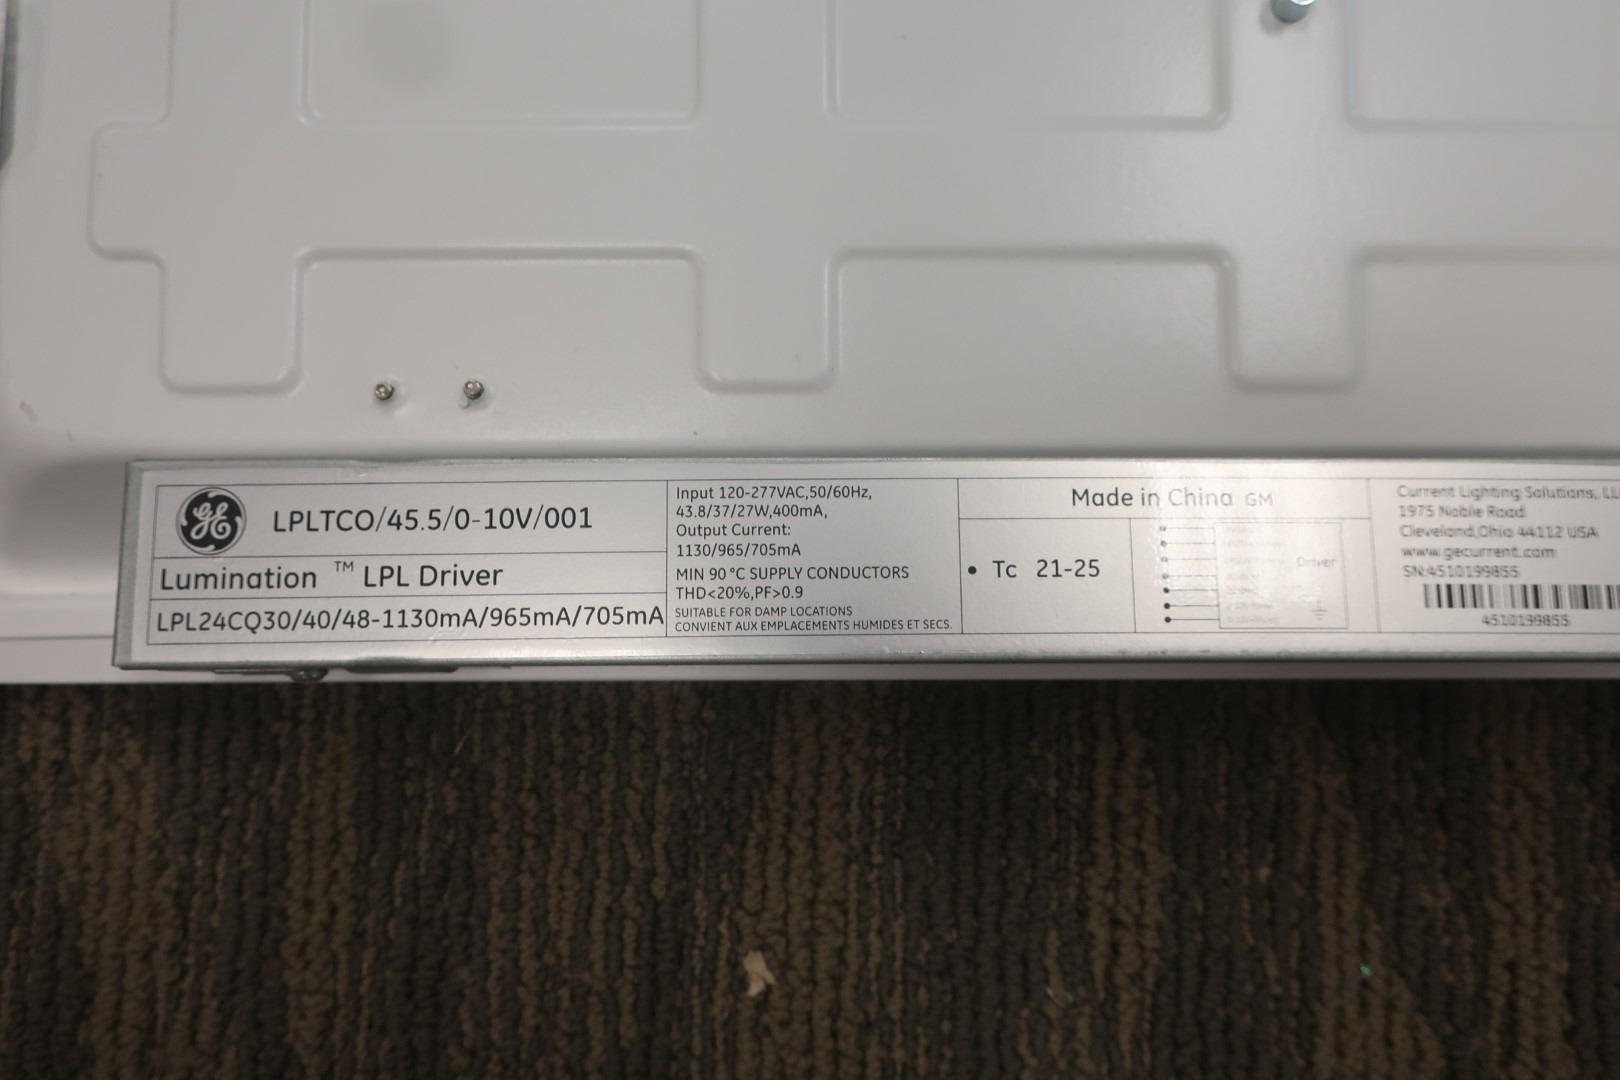 GE
LPLTCO/45.5/0-10V/001
Lumination ™ LPL Driver
LPL24CQ30/40/48-1130mA/965mA/705mA
Input 120-277VAC,50/60Hz,
43.8/37/27W,400mA,
Output Current:
1130/965/705mA
MIN 90 °C SUPPLY CONDUCTORS
THD<20%,PF>0.9
SUITABLE FOR DAMP LOCATIONS
CONVIENT AUX EMPLACEMENTS HUMIDES ET SECS.
Made in China GM
• Tc 21-25
Driver
Current Lighting Solutions,
1975 Noble Road
Cleveland,Ohio 44112 USA
www.gecurrent.com
SN:4510199855
4510199855